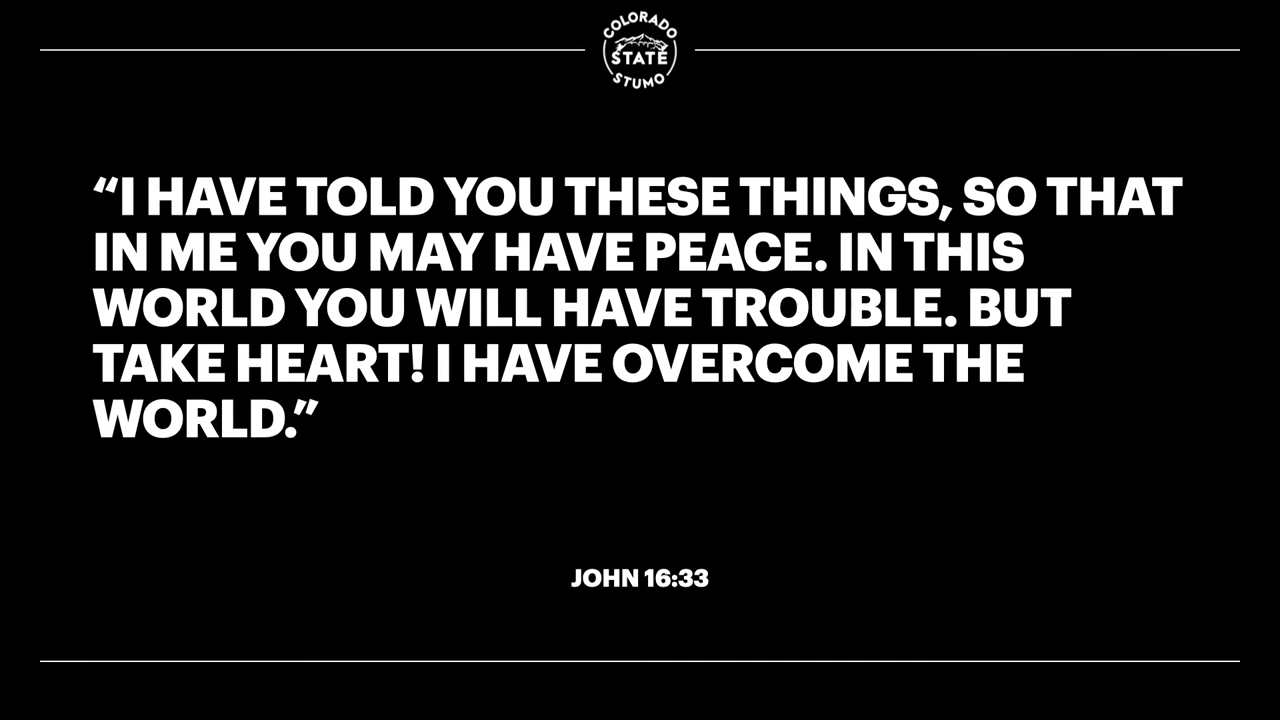 COLORADO
STATE
STUMO
“I HAVE TOLD YOU THESE THINGS, SO THAT
IN ME YOU MAY HAVE PEACE. IN THIS
WORLD YOU WILL HAVE TROUBLE. BUT
TAKE HEART! I HAVE OVERCOME THE
WORLD.”
JOHN 16:33